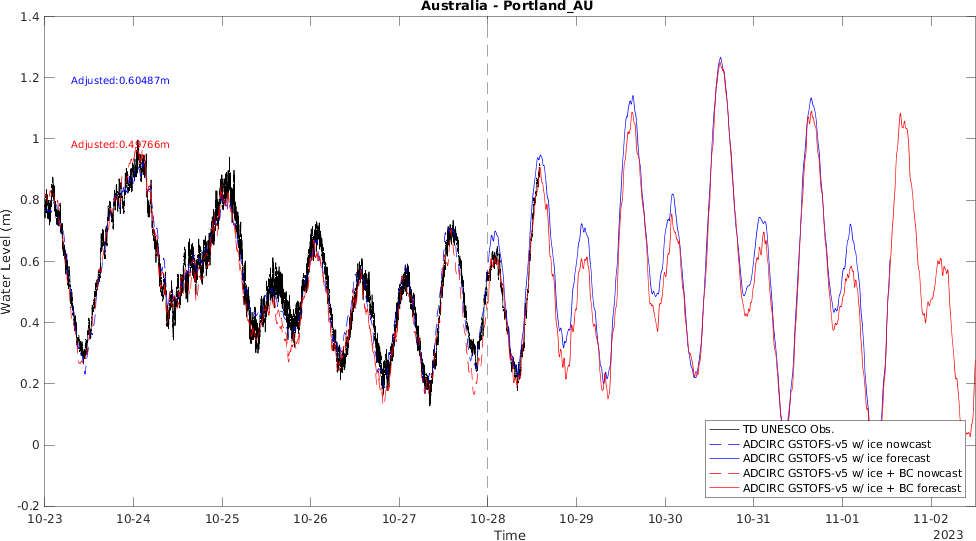 Australia - Portland_AU
1.4
1.2
1
0.8
0.6
0.4
0.2
0
-0.2
Water Level (m)
Adjusted:0.60487m
Adjusted:0.49766m
TD UNESCO Obs.
ADCIRC GSTOFS-v5 w/ ice nowcast
ADCIRC GSTOFS-v5 w/ ice forecast
ADCIRC GSTOFS-v5 w/ ice + BC nowcast
ADCIRC GSTOFS-v5 w/ ice + BC forecast
10-23 10-24 10-25 10-26 10-27 10-28 10-29 10-30 10-31 11-01 11-02
Time
2023